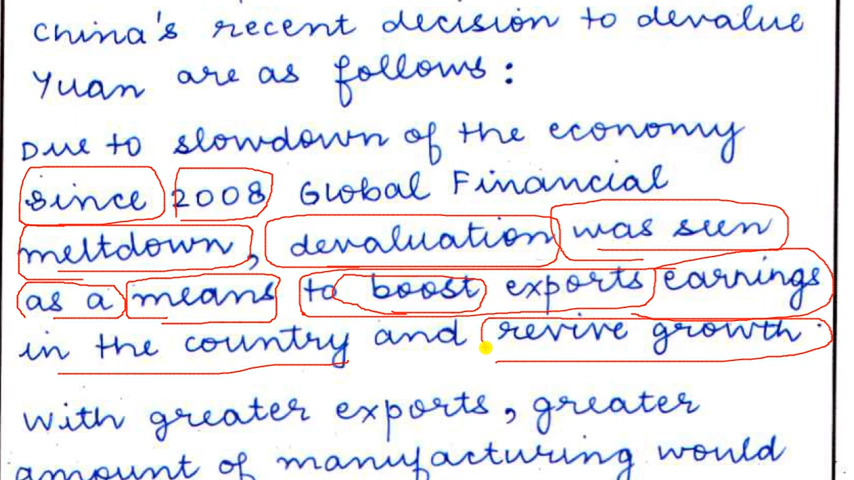 China's recent decision to devalue
Yuan are as follows:
Due to slowdown of the economy
since 2008 Global Financial
meltdown, devaluation was seen
as a means to boost exports earnings
in the country and revive growth.
With greater exports, greater
amount of manufacturing would